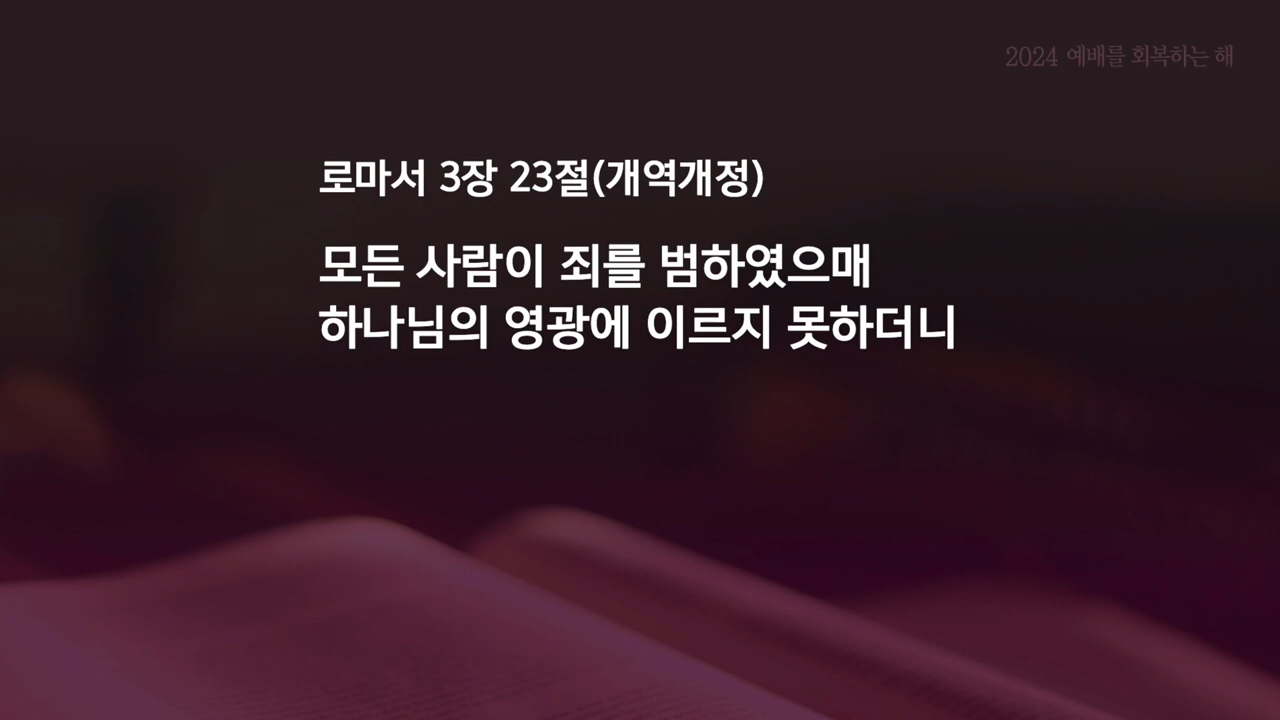 2024 예배를 회복하는 해
로마서 3장 23절(개역개정)
모든 사람이 죄를 범하였으매
하나님의 영광에 이르지 못하더니